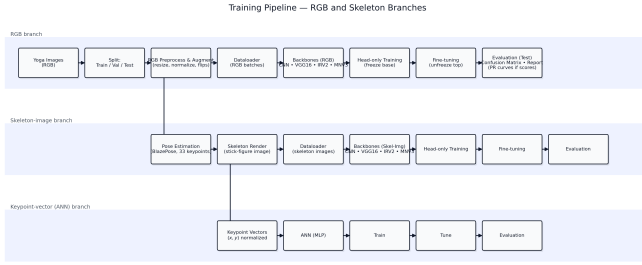 Training Pipeline — RGB and Skeleton Branches
RGB branch
Yoga Images
(RGB)
Split
Train / Val / Test
RGB Preprocess & Augment
(resize, normalize, flips)
Dataloader
(RGB batches)
Backbones (RGB)
CNN • VGG16 • IRV2 • MNV3
Head-only Training
(freeze base)
Fine-tuning
(unfreeze top)
Evaluation (Test)
Confusion Matrix • Report
(PR curves if scores)
Skeleton-image branch
Pose Estimation
BlazePose, 33 keypoints
Skeleton Render
(stick-figure image)
Dataloader
(skeleton images)
Backbones (Skel-Img)
CNN • VGG16 • IRV2 •
Head-only Training
Fine-tuning
Evaluation
Keypoint-vector (ANN) branch
Keypoint Vectors
(x, y) normalized
ANN (MLP)
Train
Tune
Evaluation